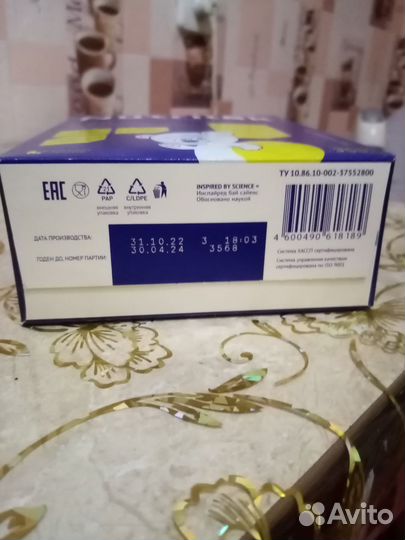 ТУ 10.86.10-002-37552800
EAC
21
PAP
C/LDPE
внешняя
упаковка
внутренняя
упаковка
INSPIRED BY SCIENCE =
Инспайред бай сайенс
Обосновано наукой
4 600490 618189
ДАТА ПРОИЗВОДСТВА:
31.10.22 3 18:03
ГОДЕН ДО, НОМЕР ПАРТИИ:
30.04.24 3568
Система ХАССП сертифицирована
Система управления качеством
сертифицирована по ISO 9001
Avito